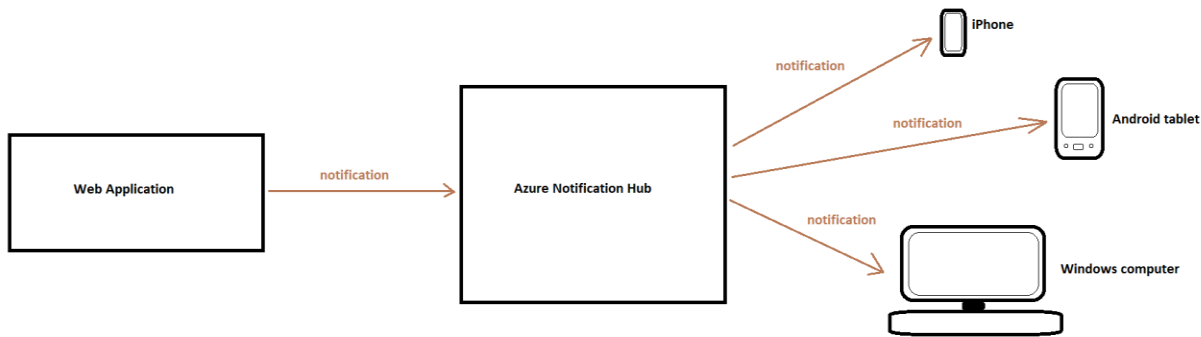 iPhone
notification
Android tablet
notification
Web Application
notification
Azure Notification Hub
notification
Windows computer